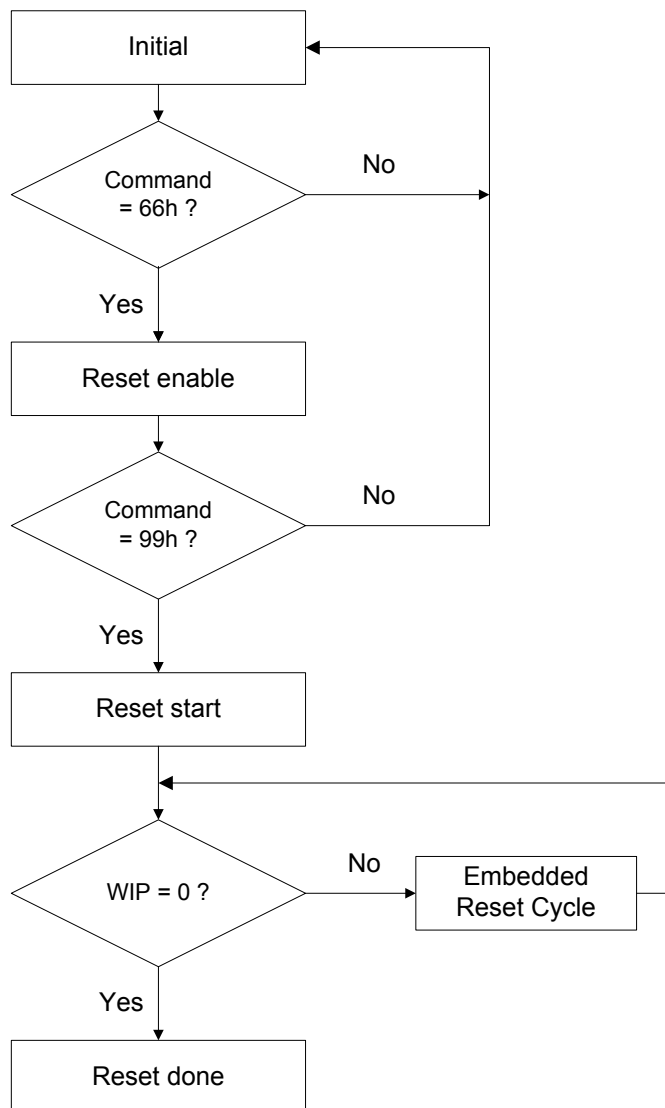 Initial
Command
= 66h ?
No
Yes
Reset enable
Command
= 99h ?
No
Yes
Reset start
WIP = 0 ?
No
Embedded
Reset Cycle
Yes
Reset done